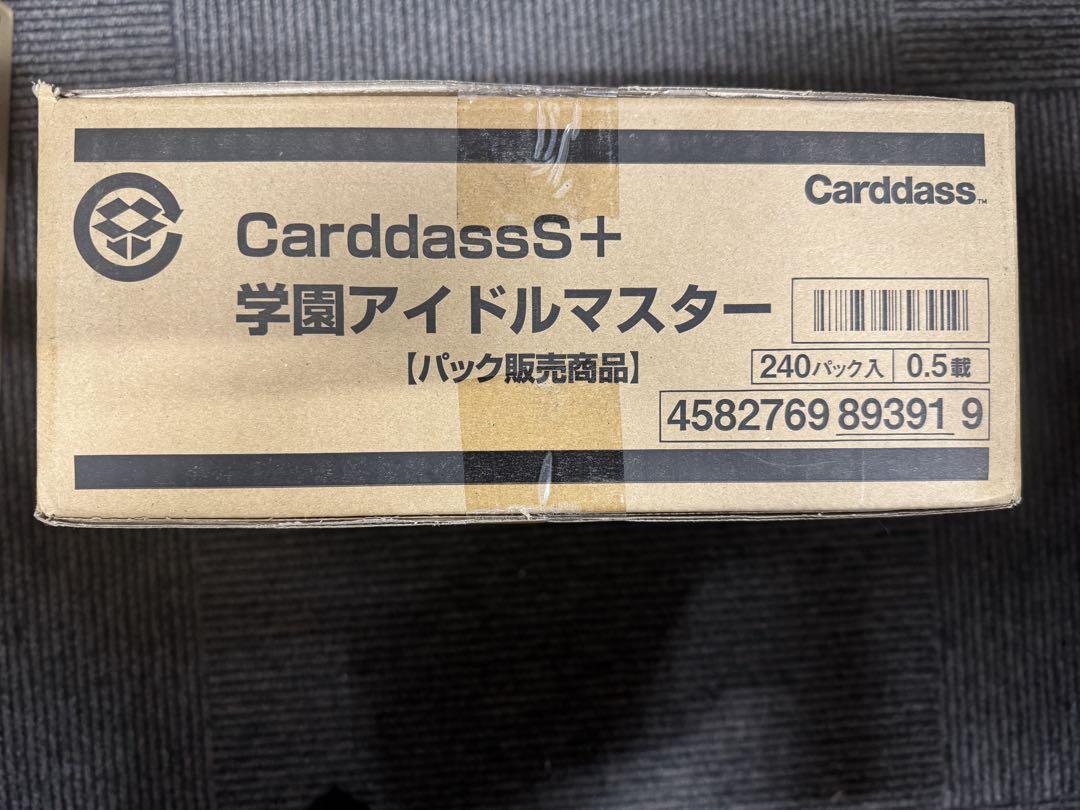 Carddass™
CarddassS＋
学園アイドルマスター
【パック販売商品】
240パック入 0.5載
4582769 89391 9